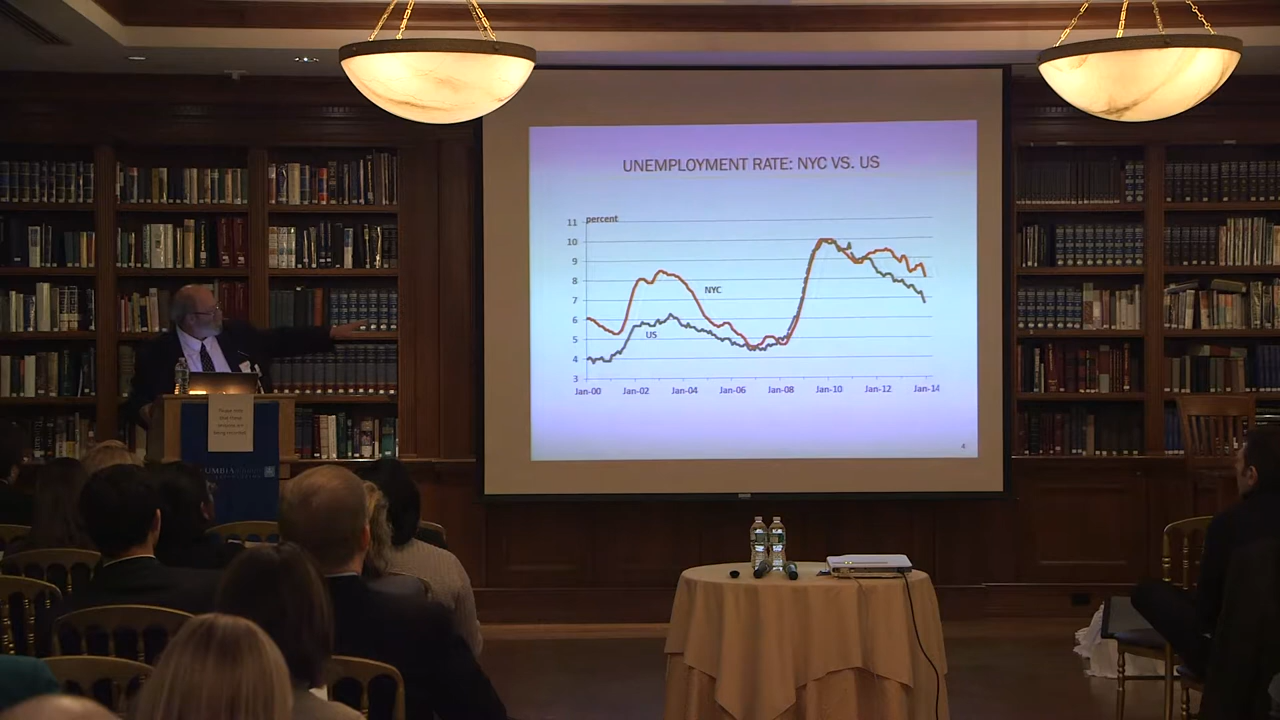 UNEMPLOYMENT RATE: NYC VS. US
percent
11
10
9
8
7
6
5
4
3
NYC
US
Jan-00 Jan-02 Jan-04 Jan-06 Jan-08 Jan-10 Jan-12 Jan-14
4